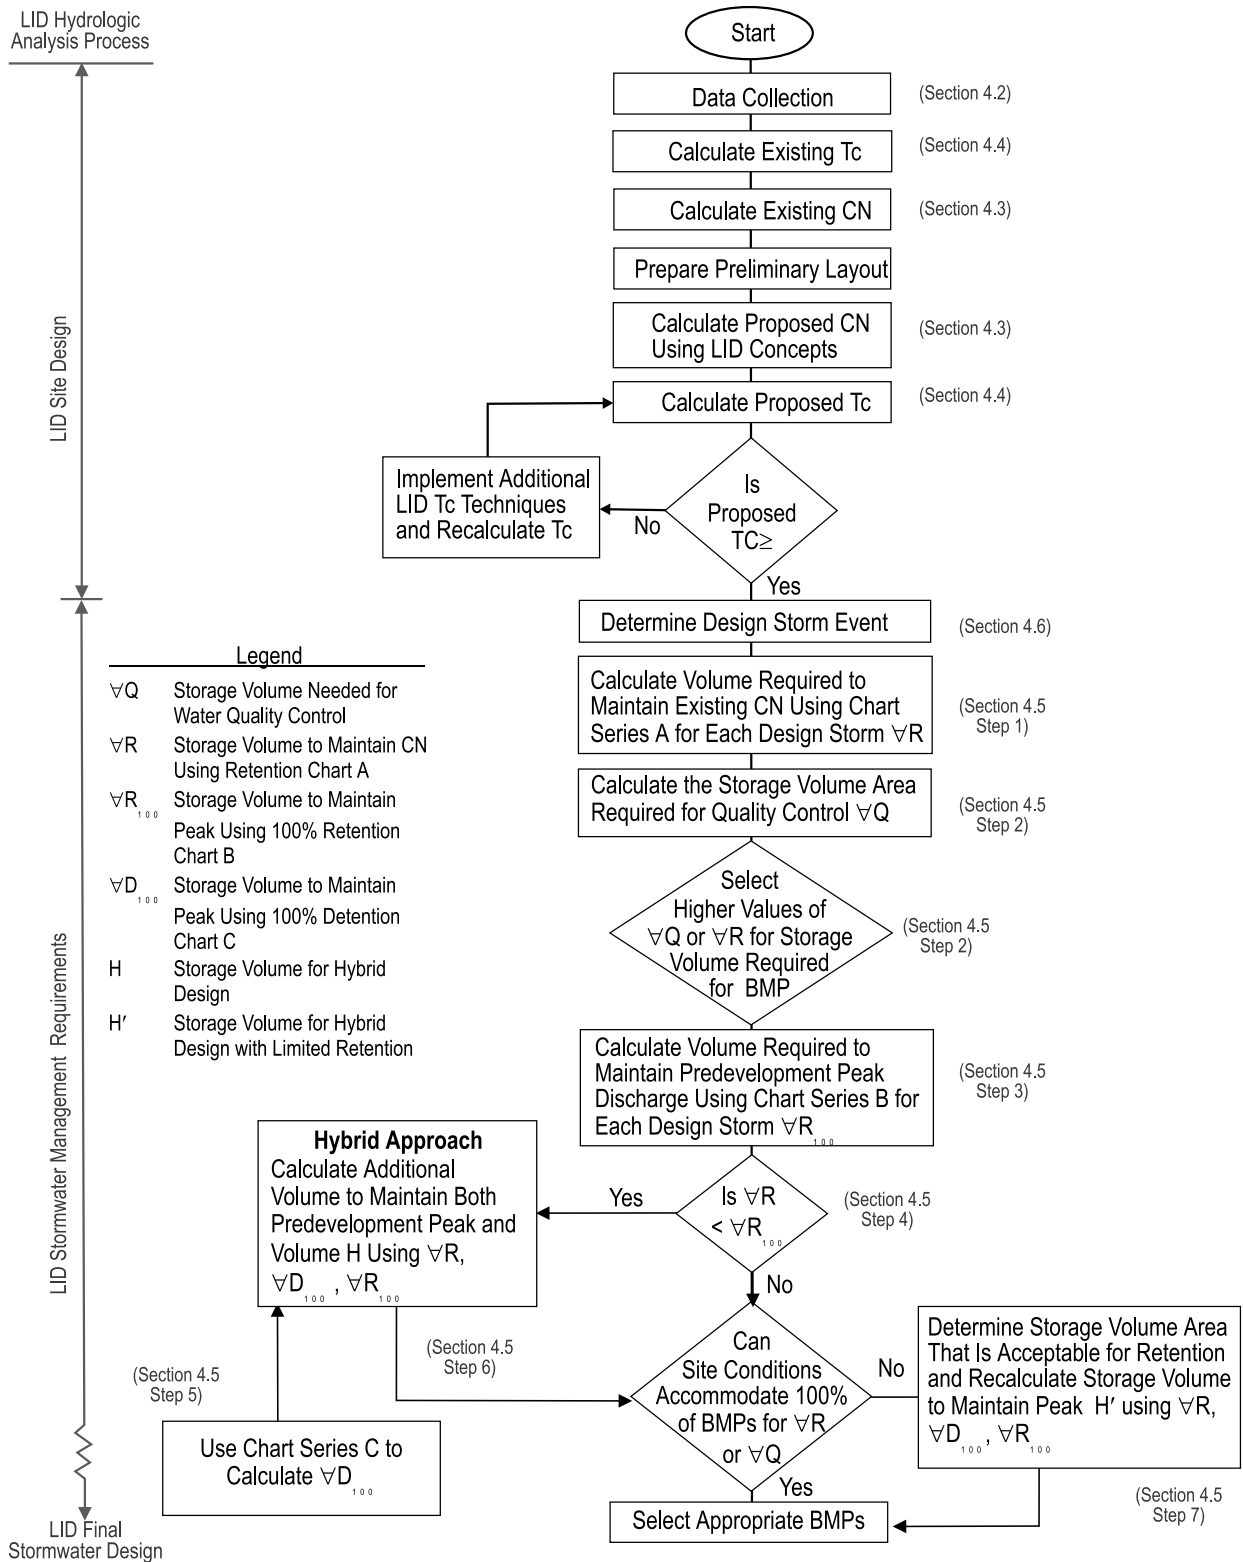 LID Hydrologic
Analysis Process
Start
Data Collection
(Section 4.2)
Calculate Existing Tc
(Section 4.4)
Calculate Existing CN
(Section 4.3)
Prepare Preliminary Layout
Calculate Proposed CN
Using LID Concepts
(Section 4.3)
Calculate Proposed Tc
(Section 4.4)
LID Site Design
Implement Additional
LID Tc Techniques
and Recalculate Tc
No
Is
Proposed
TC≥
Yes
Determine Design Storm Event
(Section 4.6)
Calculate Volume Required to
Maintain Existing CN Using Chart
Series A for Each Design Storm ∀R
(Section 4.5
Step 1)
Calculate the Storage Volume Area
Required for Quality Control ∀Q
(Section 4.5
Step 2)
Select
Higher Values of
∀Q or ∀R for Storage
Volume Required
for BMP
(Section 4.5
Step 2)
Legend
∀Q Storage Volume Needed for
Water Quality Control
∀R Storage Volume to Maintain CN
Using Retention Chart A
∀R100 Storage Volume to Maintain
Peak Using 100% Retention
Chart B
∀D100 Storage Volume to Maintain
Peak Using 100% Detention
Chart C
H Storage Volume for Hybrid
Design
H′ Storage Volume for Hybrid
Design with Limited Retention
LID Stormwater Management Requirements
Calculate Volume Required to
Maintain Predevelopment Peak
Discharge Using Chart Series B for
Each Design Storm ∀R100
(Section 4.5
Step 3)
Is ∀R
< ∀R100
(Section 4.5
Step 4)
Yes
No
Hybrid Approach
Calculate Additional
Volume to Maintain Both
Predevelopment Peak and
Volume H Using ∀R,
∀D100 , ∀R100
(Section 4.5
Step 6)
(Section 4.5
Step 5)
Use Chart Series C to
Calculate ∀D100
Can
Site Conditions
Accommodate 100%
of BMPs for ∀R
or ∀Q
No
Yes
Determine Storage Volume Area
That Is Acceptable for Retention
and Recalculate Storage Volume
to Maintain Peak H′ using ∀R,
∀D100 , ∀R100
(Section 4.5
Step 7)
Select Appropriate BMPs
LID Final
Stormwater Design